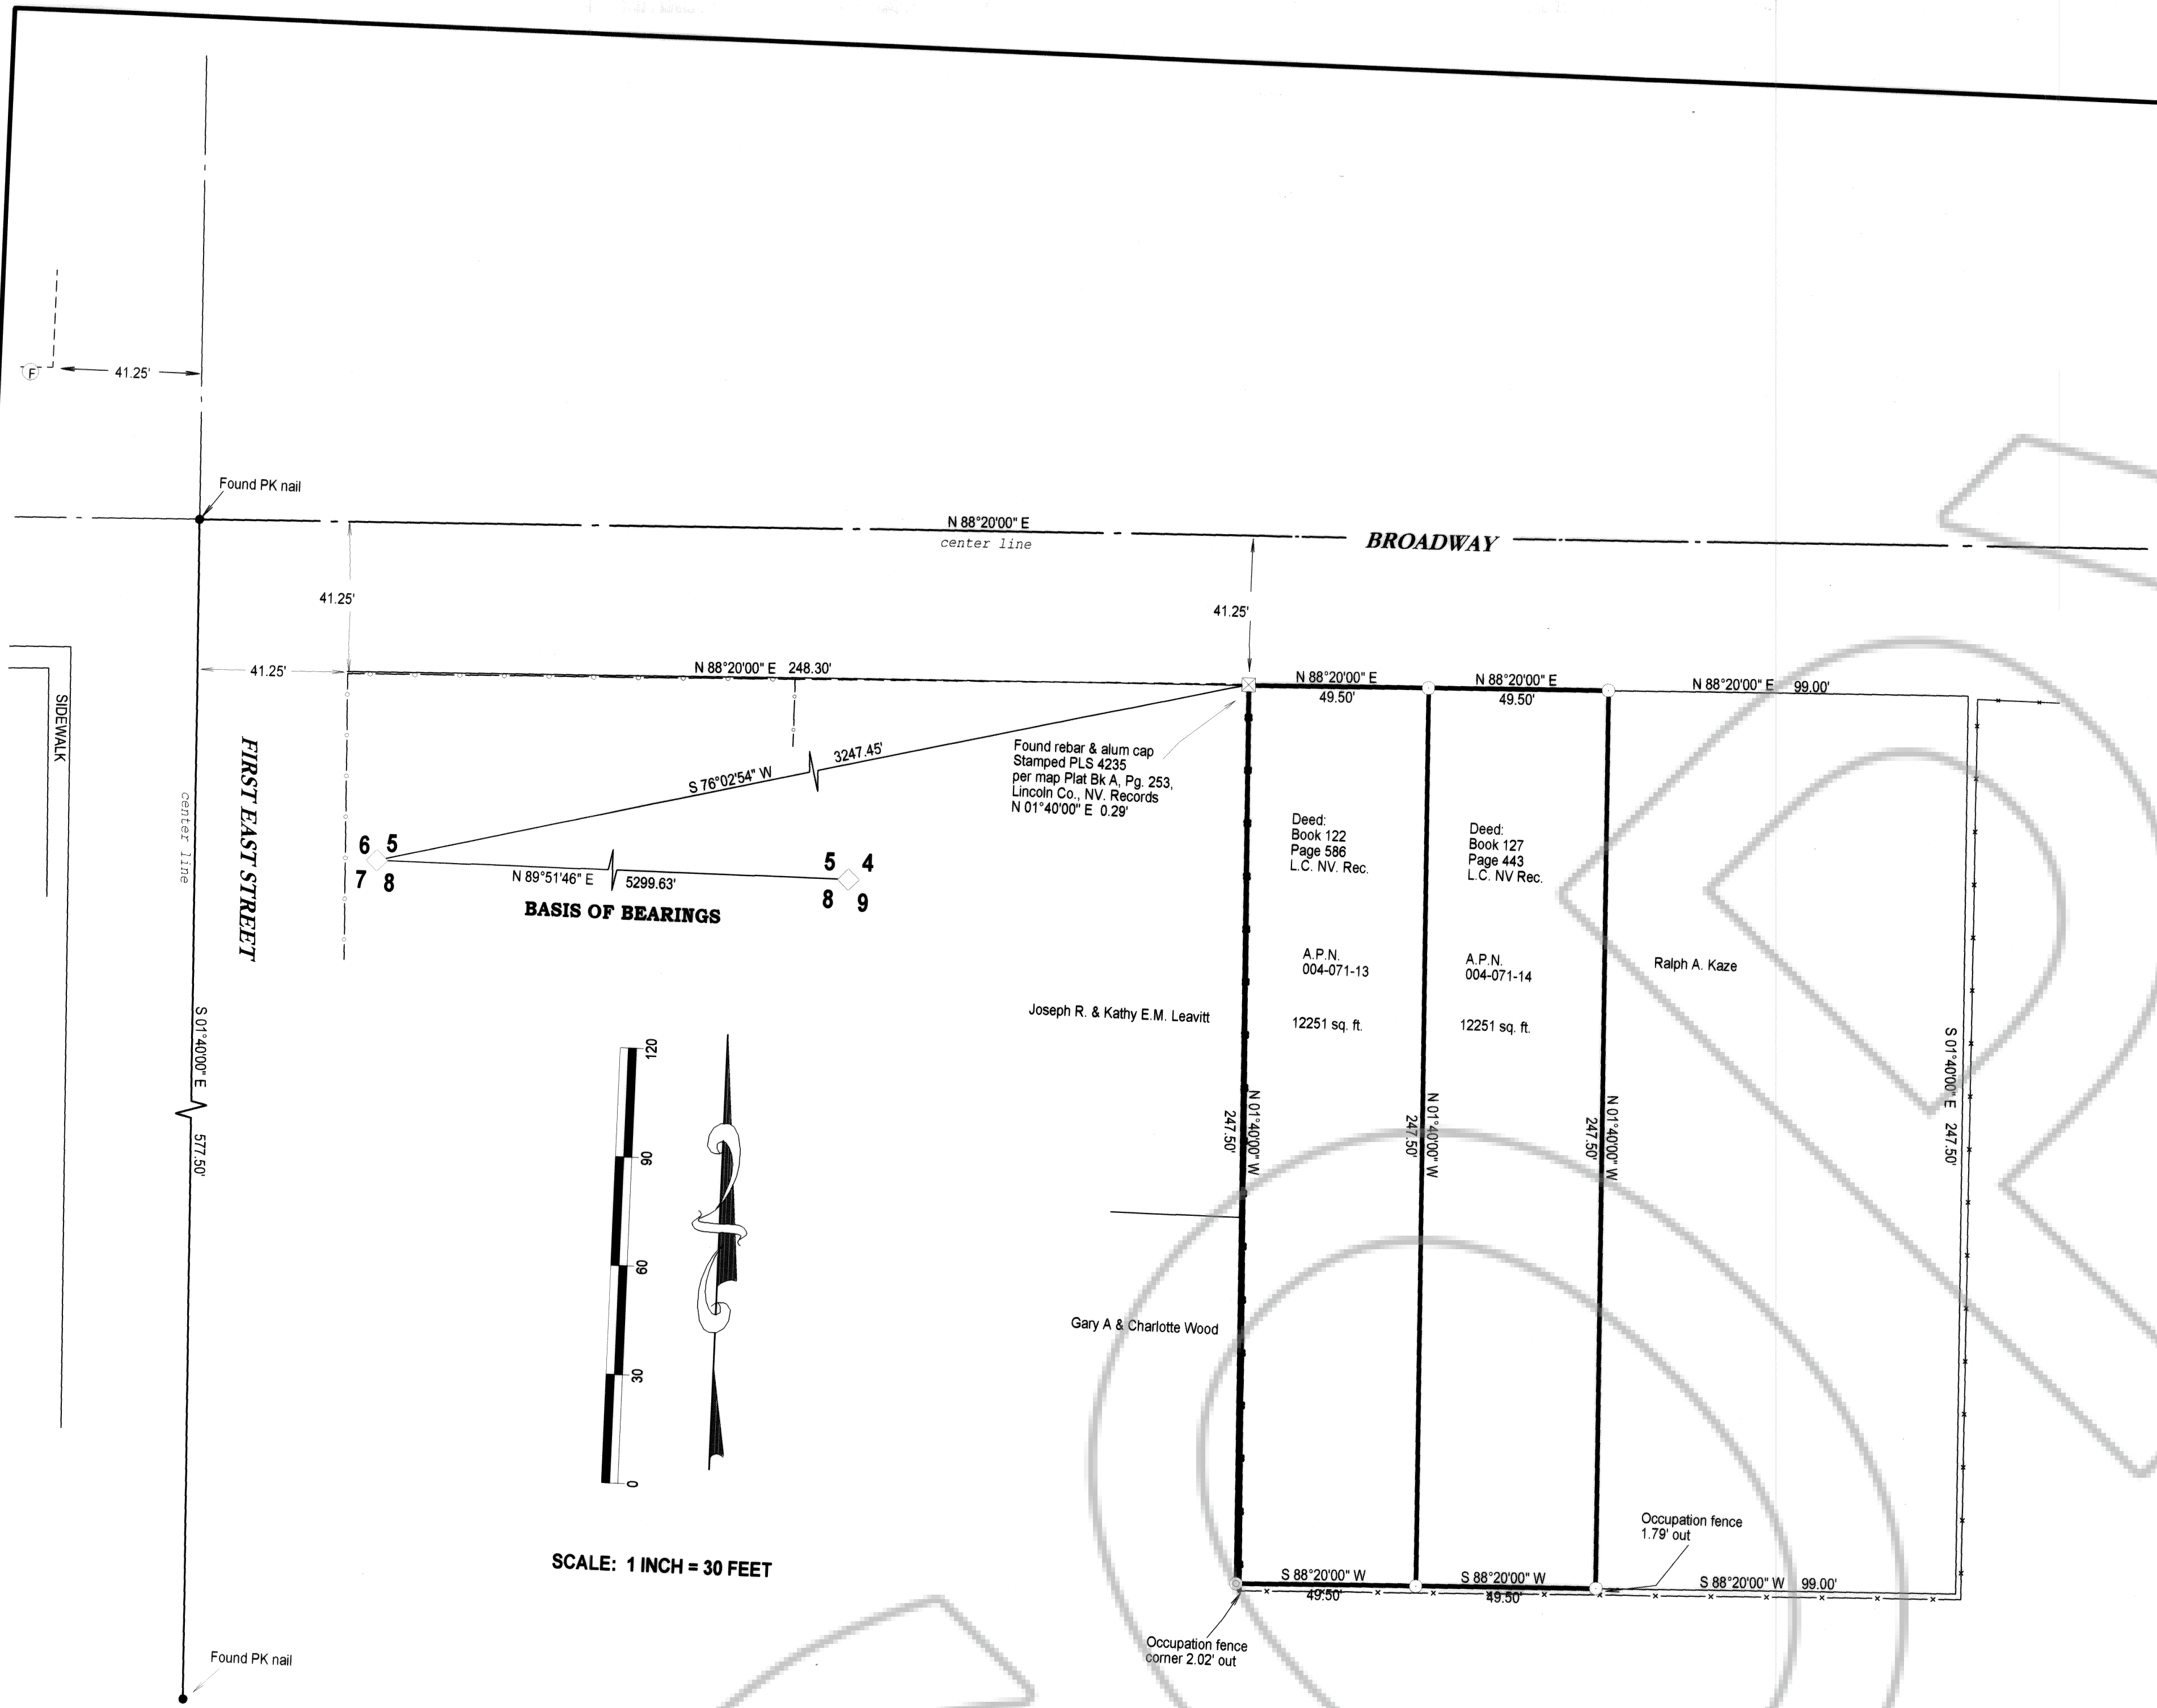 41.25'
F
Found PK nail
N 88°20'00" E
center line
BROADWAY
41.25'
41.25'
41.25'
N 88°20'00" E 248.30'
N 88°20'00" E
49.50'
N 88°20'00" E
49.50'
N 88°20'00" E 99.00'
SIDEWALK
FIRST EAST STREET
center line
S 01°40'00" E 577.50'
S 76°02'54" W 3247.45'
Found rebar & alum cap
Stamped PLS 4235
per map Plat Bk A, Pg. 253,
Lincoln Co., NV. Records
N 01°40'00" E 0.29'
6 5
7 8
N 89°51'46" E 5299.63'
5 4
8 9
BASIS OF BEARINGS
Deed:
Book 122
Page 586
L.C. NV. Rec.
Deed:
Book 127
Page 443
L.C. NV Rec.
A.P.N.
004-071-13
A.P.N.
004-071-14
12251 sq. ft.
12251 sq. ft.
Ralph A. Kaze
Joseph R. & Kathy E.M. Leavitt
Gary A & Charlotte Wood
N 01°40'00" W
247.50'
N 01°40'00" W
247.50'
N 01°40'00" W
247.50'
S 01°40'00" E 247.50'
120
90
60
30
0
SCALE: 1 INCH = 30 FEET
S 88°20'00" W
49.50'
S 88°20'00" W
49.50'
S 88°20'00" W 99.00'
Occupation fence
1.79' out
Occupation fence
corner 2.02' out
Found PK nail